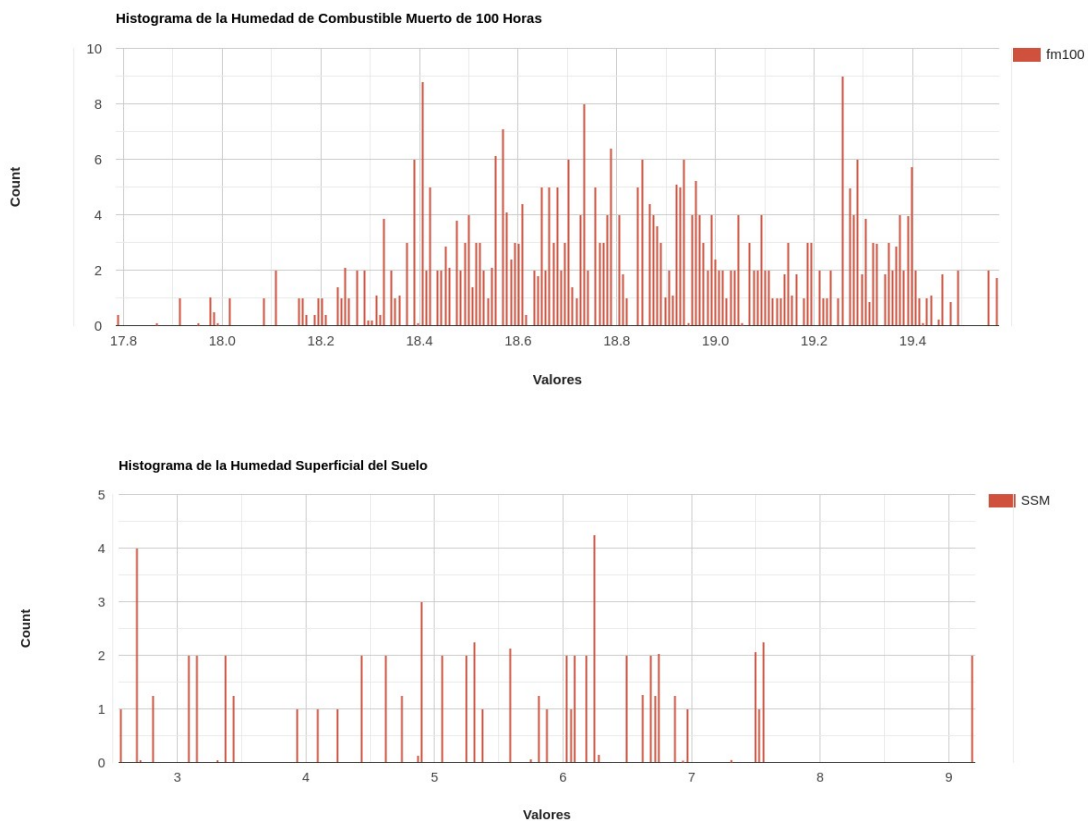 Histograma de la Humedad de Combustible Muerto de 100 Horas
fm100
Count
10
8
6
4
2
0
17.8 18.0 18.2 18.4 18.6 18.8 19.0 19.2 19.4
Valores
Histograma de la Humedad Superficial del Suelo
SSM
Count
5
4
3
2
1
0
3 4 5 6 7 8 9
Valores